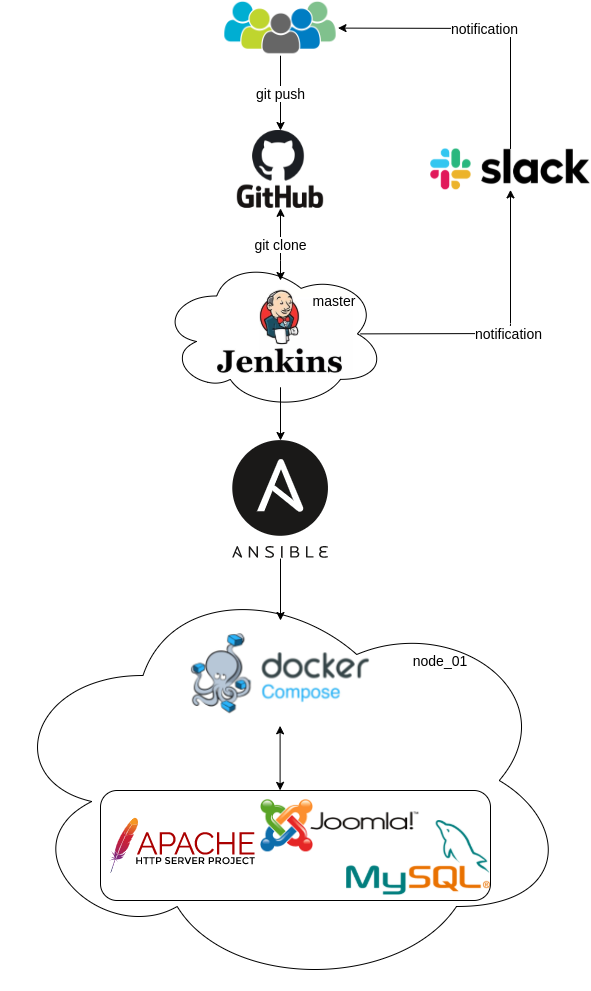 notification
git push
GitHub
slack
git clone
master
Jenkins
notification
ANSIBLE
docker
Compose
node_01
Joomla!™
APACHE
HTTP SERVER PROJECT
MySQL®